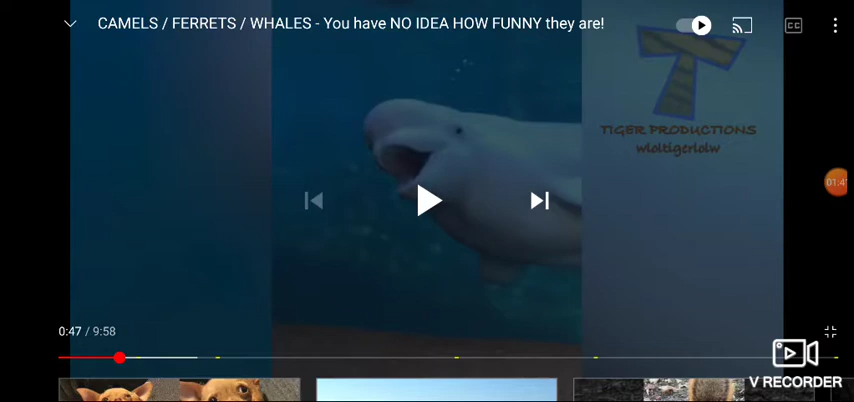 CAMELS / FERRETS / WHALES - You have NO IDEA HOW FUNNY they are!
CC
TIGER PRODUCTIONS
wloltigerlolw
0:47 / 9:58
V RECORDER